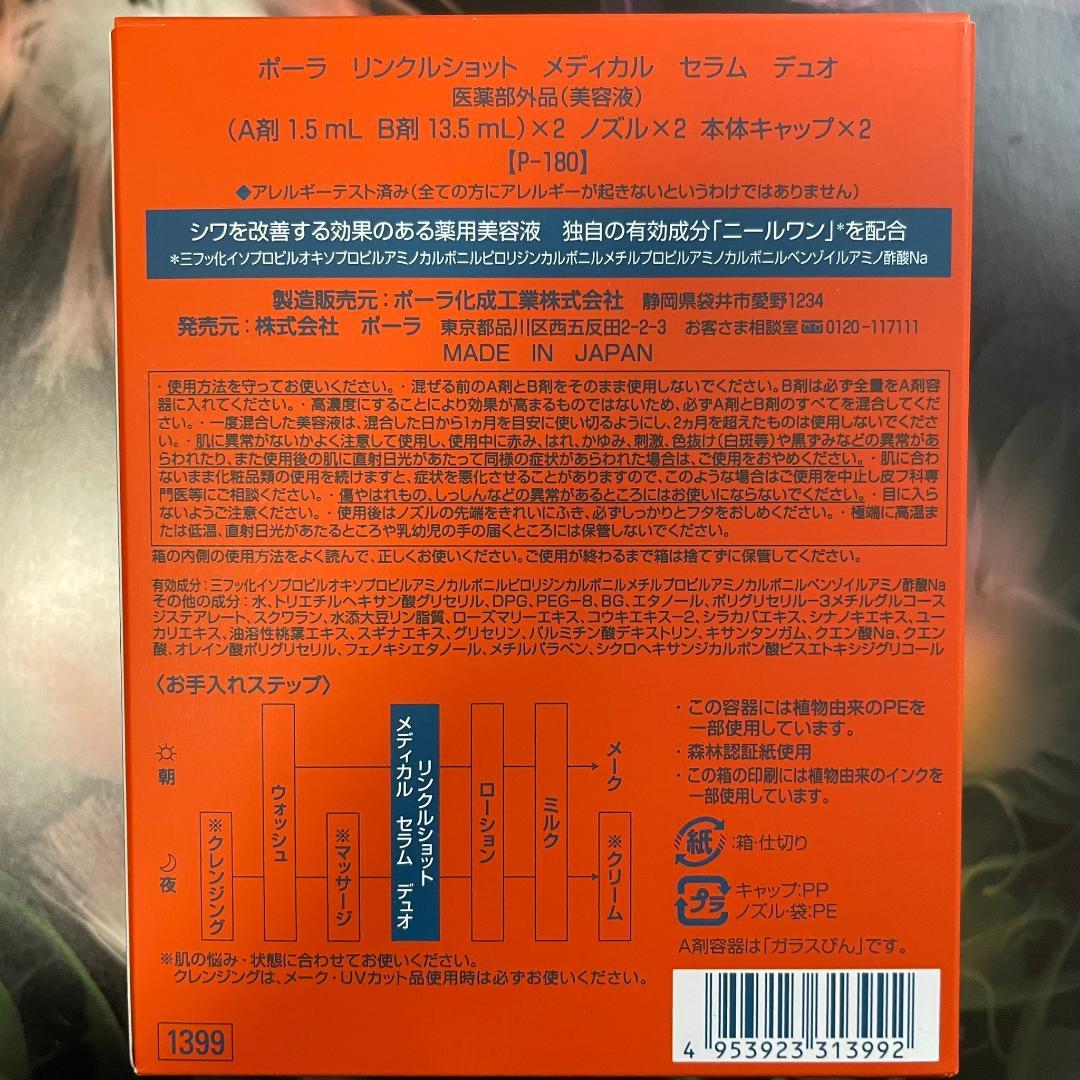 ポーラ リンクルショット メディカル セラム デュオ
医薬部外品(美容液)
(A剤 1.5 mL B剤 13.5 mL)×2 ノズル×2 本体キャップ×2
【P-180】
◆アレルギーテスト済み(全ての方にアレルギーが起きないというわけではありません)
シワを改善する効果のある薬用美容液 独自の有効成分「ニールワン」*を配合
*三フッ化イソプロピルオキソプロピルアミノカルボニルピロリジンカルボニルメチルプロピルアミノカルボニルベンゾイルアミノ酢酸Na
製造販売元:ポーラ化成工業株式会社 静岡県袋井市愛野1234
発売元:株式会社 ポーラ 東京都品川区西五反田2-2-3 お客さま相談室 0120-117111
MADE IN JAPAN
・使用方法を守ってお使いください。・混ぜる前のA剤とB剤をそのまま使用しないでください。B剤は必ず全量をA剤容
器に入れてください。・高濃度にすることにより効果が高まるものではないため、必ずA剤とB剤のすべてを混合してくだ
さい。・一度混合した美容液は、混合した日から1ヵ月を目安に使い切るようにし、2ヵ月を超えたものは使用しないでくださ
い。・肌に異常がないかよく注意して使用し、使用中に赤み、はれ、かゆみ、刺激、色抜け(白斑等)や黒ずみなどの異常があ
らわれたり、また使用後の肌に直射日光があたって同様の症状があらわれた場合は、ご使用をおやめください。・肌に合わ
ないまま化粧品類の使用を続けますと、症状を悪化させることがありますので、このような場合はご使用を中止し皮フ科専
門医等にご相談ください。・傷やはれもの、しっしんなどの異常があるところにはお使いにならないでください。・目に入ら
ないようご注意ください。・使用後はノズルの先端をきれいにふき、必ずしっかりとフタをおしめください。・極端に高温ま
たは低温、直射日光があたるところや乳幼児の手の届くところには保管しないでください。
箱の内側の使用方法をよく読んで、正しくお使いください。ご使用が終わるまで箱は捨てずに保管してください。
有効成分:三フッ化イソプロピルオキソプロピルアミノカルボニルピロリジンカルボニルメチルプロピルアミノカルボニルベンゾイルアミノ酢酸Na
その他の成分:水、トリエチルヘキサン酸グリセリル、DPG、PEG-8、BG、エタノール、ポリグリセリル-3メチルグルコース
ジステアレート、スクワラン、水添大豆リン脂質、ローズマリーエキス、コウキエキス-2、シラカバエキス、シナノキエキス、ユー
カリエキス、油溶性桃葉エキス、スギナエキス、グリセリン、パルミチン酸デキストリン、キサンタンガム、クエン酸Na、クエン
酸、オレイン酸ポリグリセリル、フェノキシエタノール、メチルパラベン、シクロヘキサンジカルボン酸ビスエトキシジグリコール
〈お手入れステップ〉
朝
夜
※クレンジング
ウォッシュ
※マッサージ
リンクルショット
メディカル セラム デュオ
ローション
ミルク
メーク
※クリーム
※肌の悩み・状態に合わせてお使いください。
クレンジングは、メーク・UVカット品使用時は必ずお使いください。
・この容器には植物由来のPEを
一部使用しています。
・森林認証紙使用
・この箱の印刷には植物由来のインクを
一部使用しています。
紙 :箱・仕切り
プラ キャップ:PP
ノズル・袋:PE
A剤容器は「ガラスびん」です。
1399
4 953923 313992